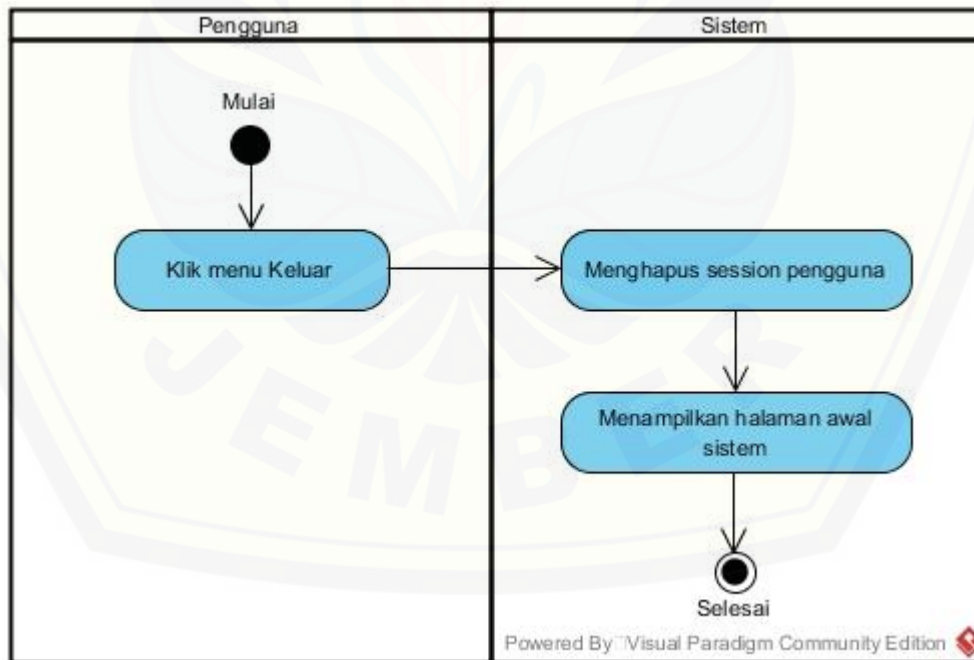 Pengguna
Sistem
Mulai
Klik menu Keluar
Menghapus session pengguna
Menampilkan halaman awal
sistem
Selesai
Powered By Visual Paradigm Community Edition
JEMBER